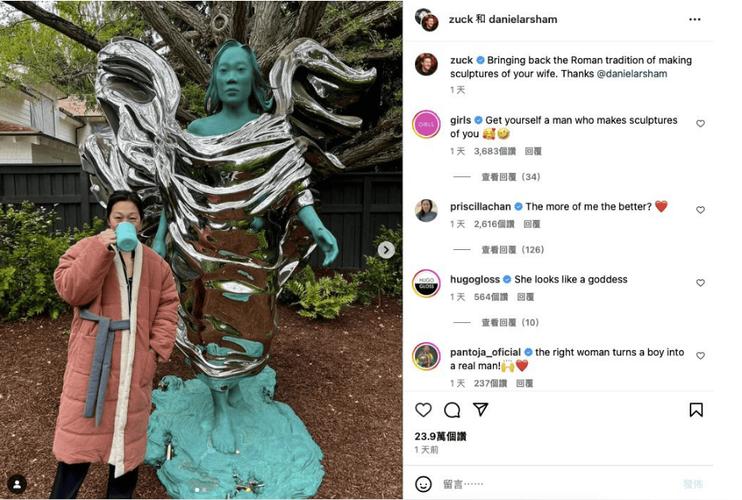 zuck 和 danielarsham
zuck Bringing back the Roman tradition of making
sculptures of your wife. Thanks @danielarsham
1 天
girls Get yourself a man who makes sculptures
of you 🥰🤣
1 天 3,683個讚 回覆
查看回覆（34）
priscillachan The more of me the better? ❤️
1 天 2,616個讚 回覆
查看回覆（126）
hugogloss She looks like a goddess
1 天 564個讚 回覆
查看回覆（10）
pantoja_oficial the right woman turns a boy into
a real man!🙌❤️
1 天 237個讚 回覆
23.9萬個讚
1 天前
留言……
發佈
GIRLS
HUGO
GLOSS